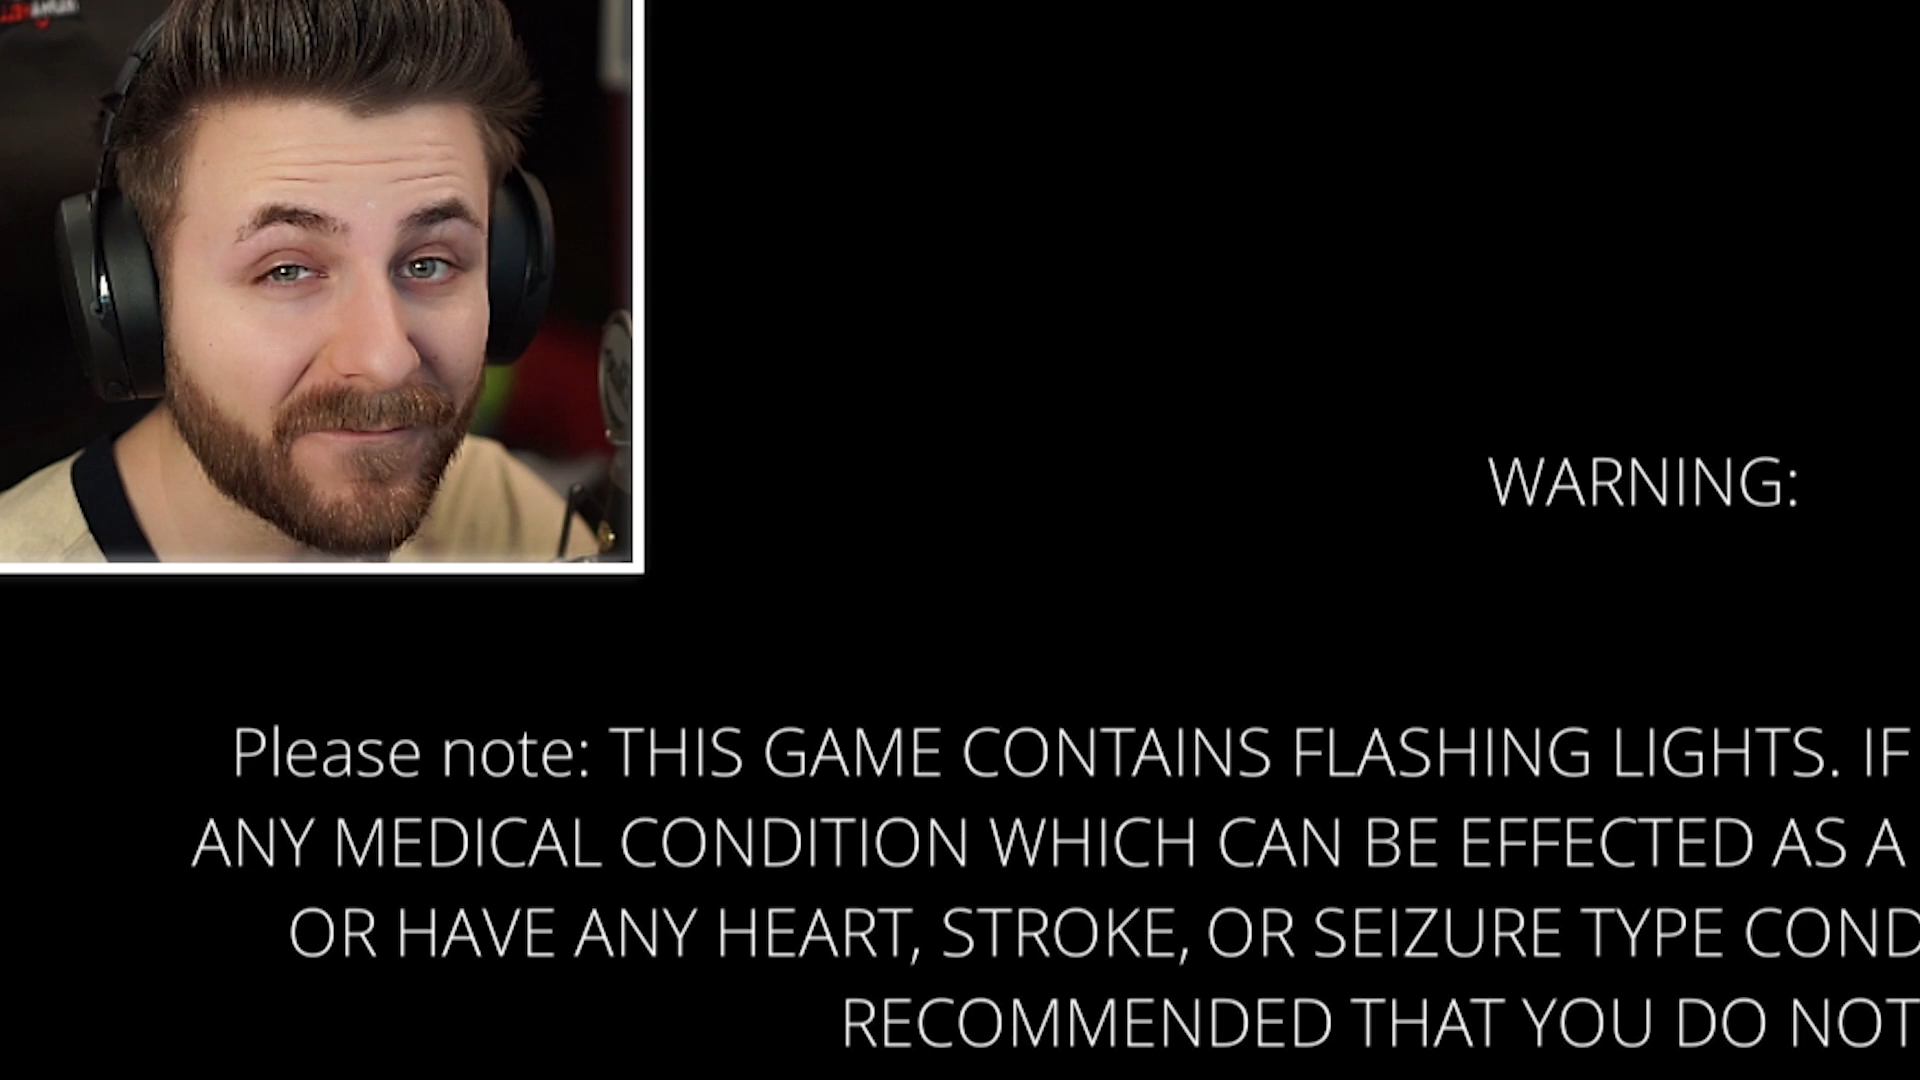 WARNING:
Please note: THIS GAME CONTAINS FLASHING LIGHTS. IF
ANY MEDICAL CONDITION WHICH CAN BE EFFECTED AS A
OR HAVE ANY HEART, STROKE, OR SEIZURE TYPE COND
RECOMMENDED THAT YOU DO NOT